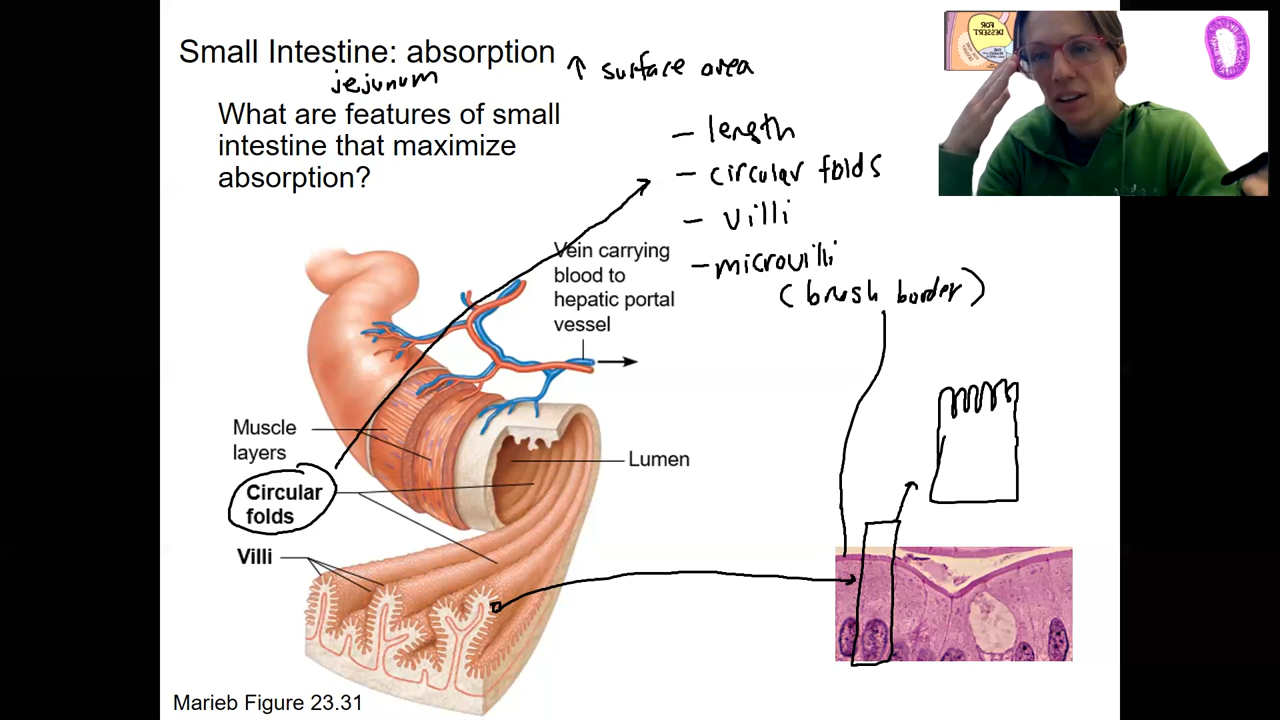 Small Intestine: absorption
jejunum
↑ surface area
What are features of small
intestine that maximize
absorption?
- length
- circular folds
- villi
- microvilli
(brush border)
Vein carrying
blood to
hepatic portal
vessel
Muscle
layers
Lumen
Circular
folds
Villi
Marieb Figure 23.31
FOR
DESSERT